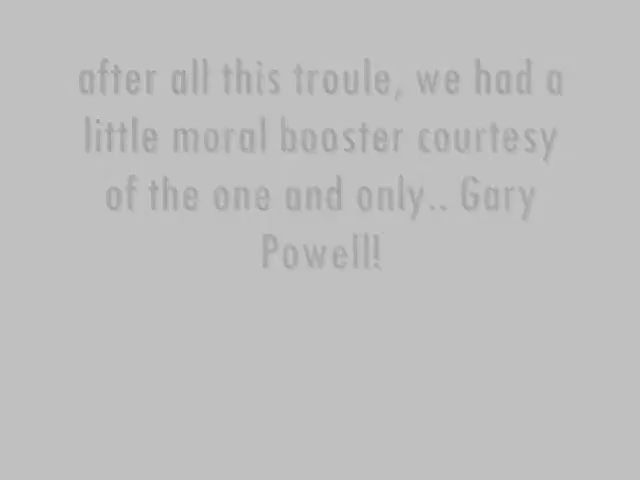 after all this troule, we had a
little moral booster courtesy
of the one and only.. Gary
Powell!